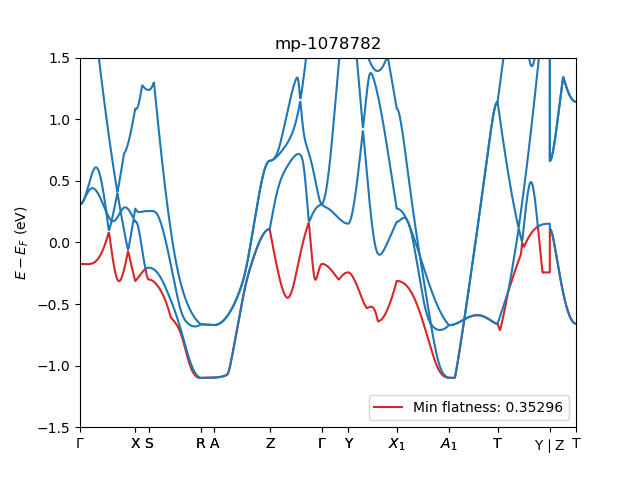 mp-1078782
E − E_F (eV)
1.5
1.0
0.5
0.0
−0.5
−1.0
−1.5
Γ X S R A Z Γ Y X₁ A₁ T Y | Z T
Min flatness: 0.35296